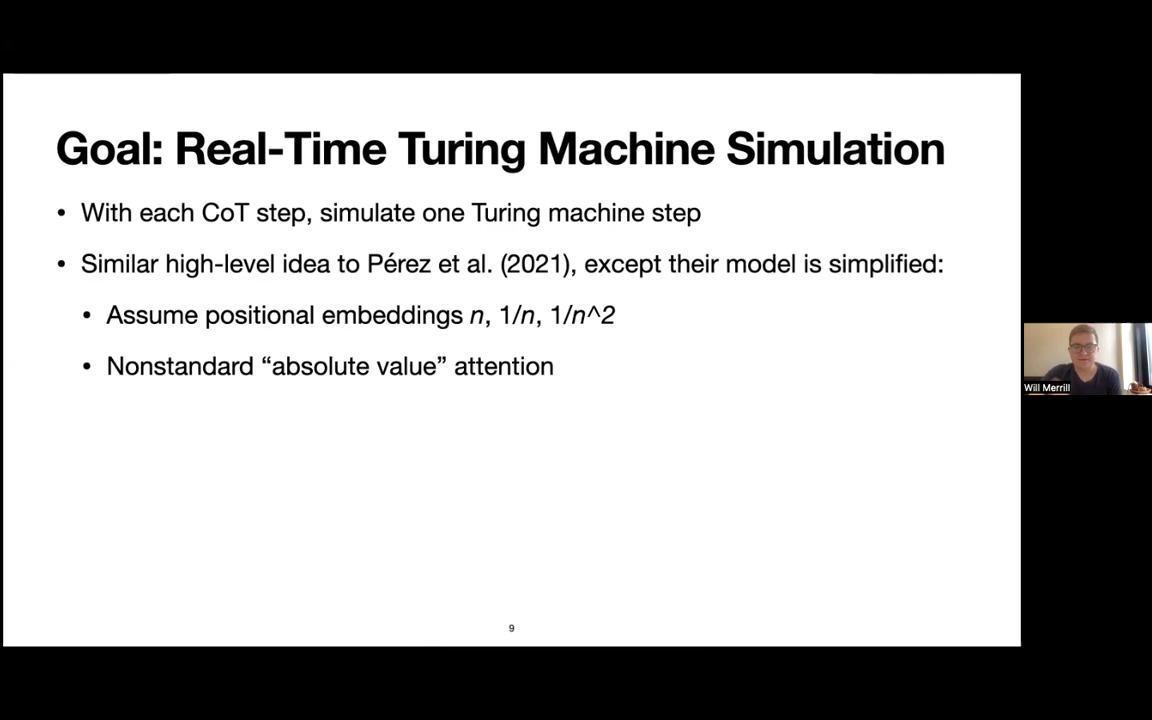 Goal: Real-Time Turing Machine Simulation
• With each CoT step, simulate one Turing machine step
• Similar high-level idea to Pérez et al. (2021), except their model is simplified:
• Assume positional embeddings n, 1/n, 1/n^2
• Nonstandard “absolute value” attention
Will Merrill
9